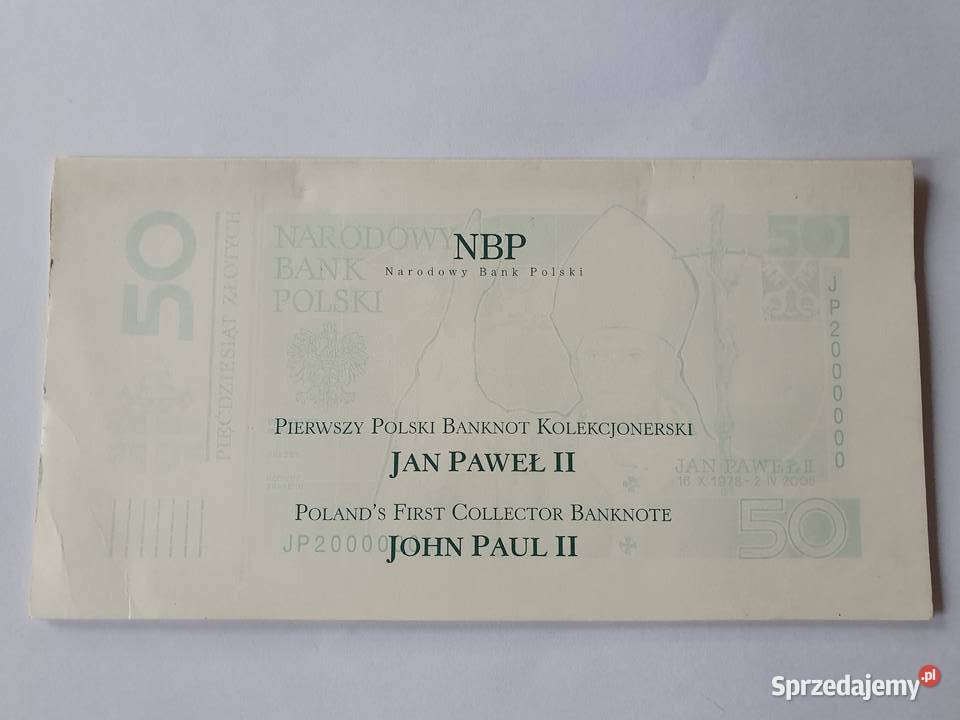 50
PIĘĆDZIESIĄT ZŁOTYCH
NARODOWY
BANK
POLSKI
50
NBP
Narodowy Bank Polski
JP2000000
PIERWSZY POLSKI BANKNOT KOLEKCJONERSKI
JAN PAWEŁ II
JAN PAWEŁ II
16 X 1978 - 2 IV 2005
POLAND'S FIRST COLLECTOR BANKNOTE
JOHN PAUL II
50
Sprzedajemy.pl